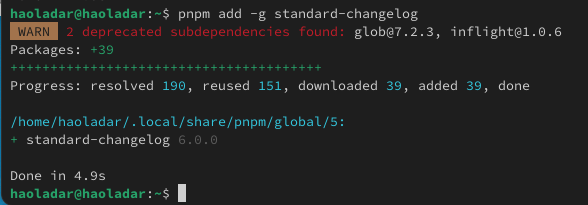 haoladar@haoladar:~$ pnpm add -g standard-changelog
WARN 2 deprecated subdependencies found: glob@7.2.3, inflight@1.0.6
Packages: +39
+++++++++++++++++++++++++++++++++++++++
Progress: resolved 190, reused 151, downloaded 39, added 39, done
/home/haoladar/.local/share/pnpm/global/5:
+ standard-changelog 6.0.0
Done in 4.9s
haoladar@haoladar:~$